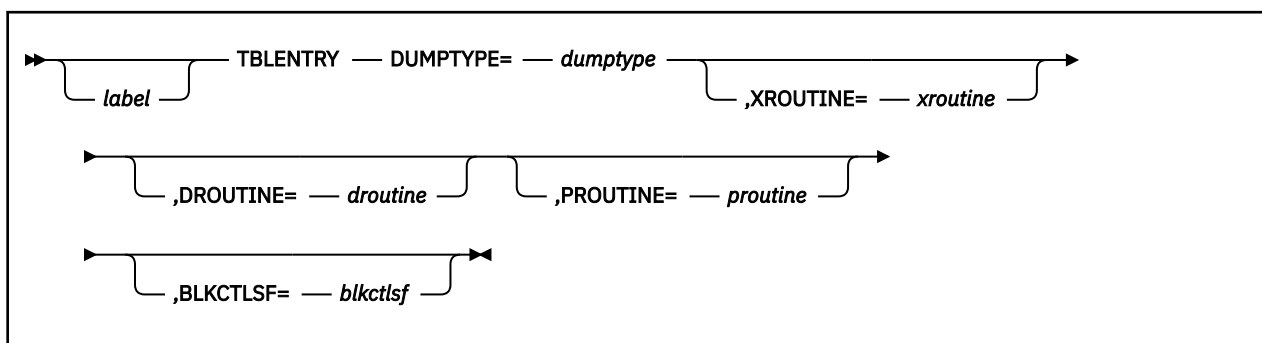 TBLENTRY DUMPTYPE= dumptype
label ,XROUTINE= xroutine
,DROUTINE= droutine ,PROUTINE= proutine
,BLKCTLSF= blkctlsf